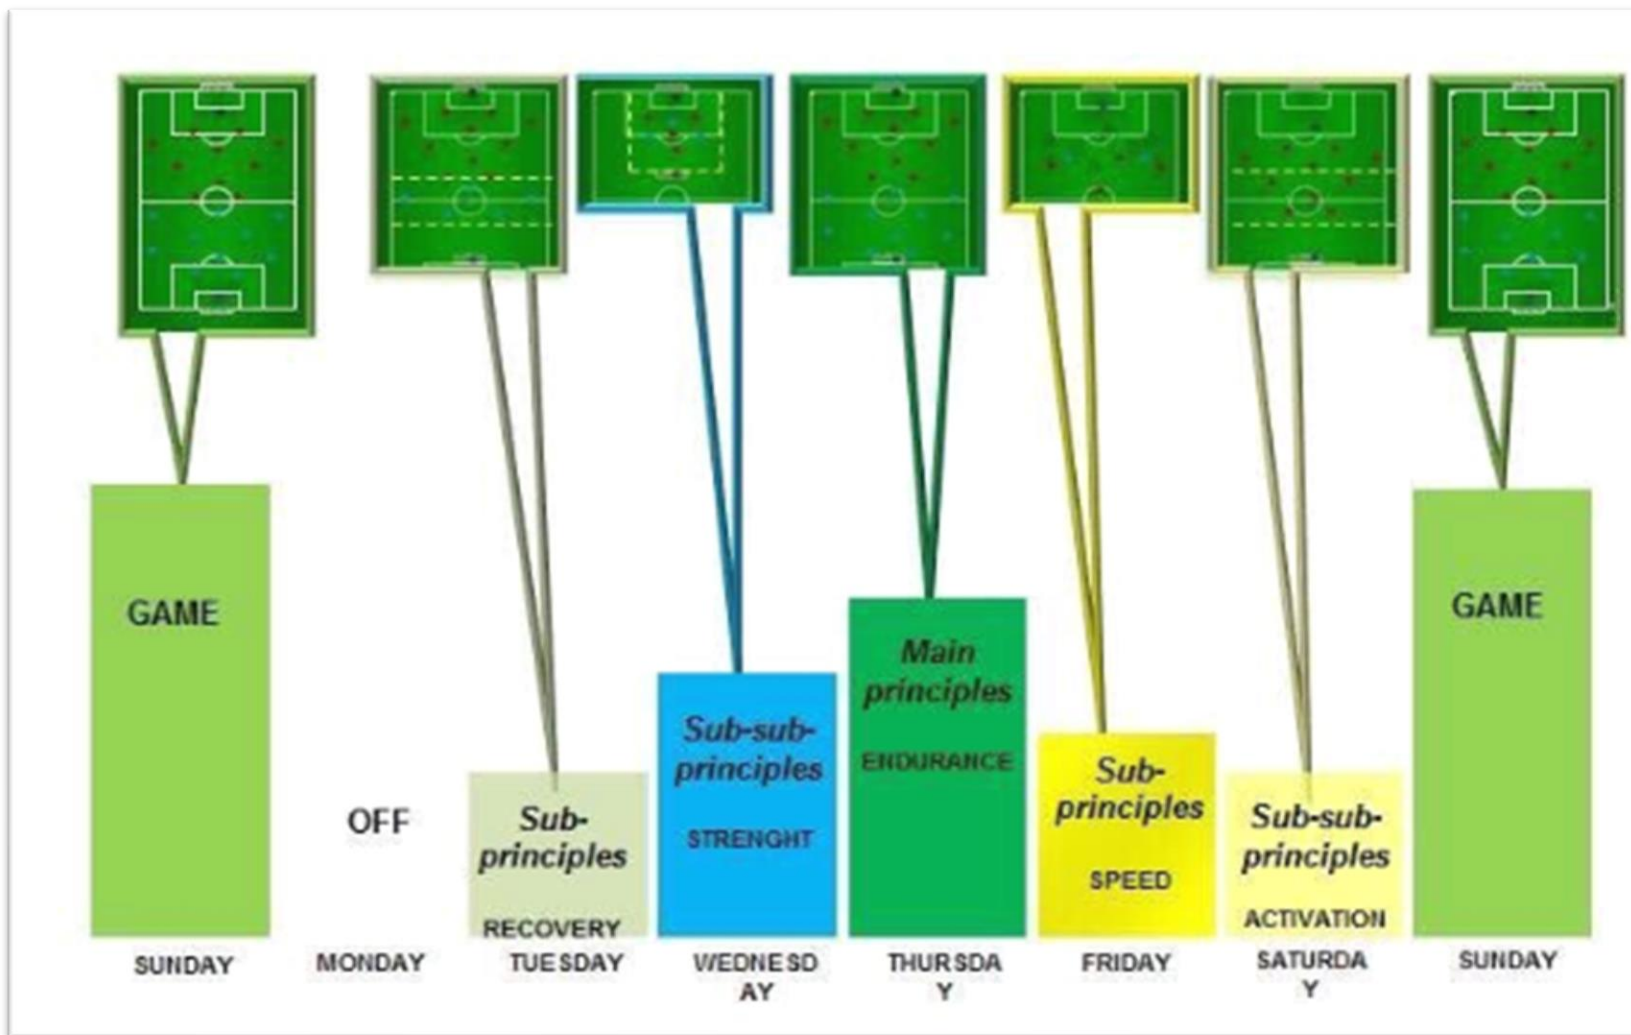 GAME
OFF
Sub-
principles
RECOVERY
Sub-sub-
principles
STRENGHT
Main
principles
ENDURANCE
Sub-
principles
SPEED
Sub-sub-
principles
ACTIVATION
GAME
SUNDAY
MONDAY
TUESDAY
WEDNESD
AY
THURSDA
Y
FRIDAY
SATURDA
Y
SUNDAY